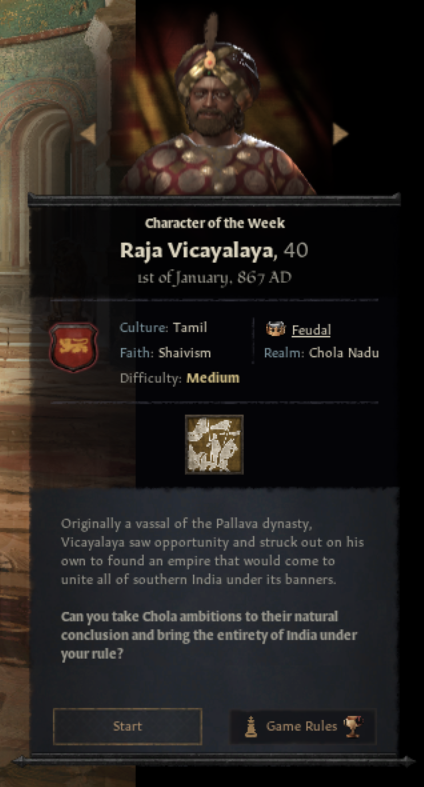 Character of the Week
Raja Vicayalaya, 40
1st of January, 867 AD
Culture: Tamil
Feudal
Faith: Shaivism
Realm: Chola Nadu
Difficulty: Medium
Originally a vassal of the Pallava dynasty,
Vicayalaya saw opportunity and struck out on his
own to found an empire that would come to
unite all of southern India under its banners.
Can you take Chola ambitions to their natural
conclusion and bring the entirety of India under
your rule?
Start
Game Rules